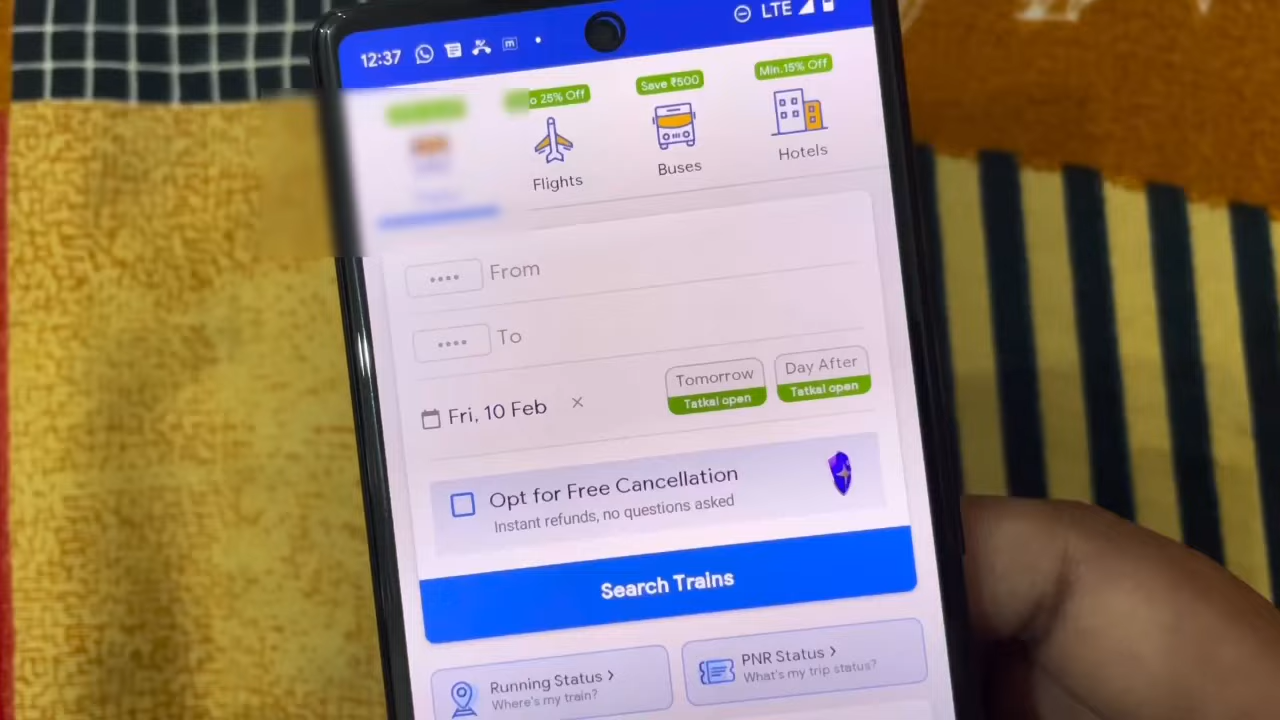 12:37 m LTE
o 25% Off Save ₹500 Min.15% Off
Flights Buses Hotels
From
To
Fri, 10 Feb × Tomorrow Day After
Tatkal open Tatkal open
Opt for Free Cancellation
Instant refunds, no questions asked
Search Trains
Running Status > PNR Status >
Where's my train? What's my trip status?